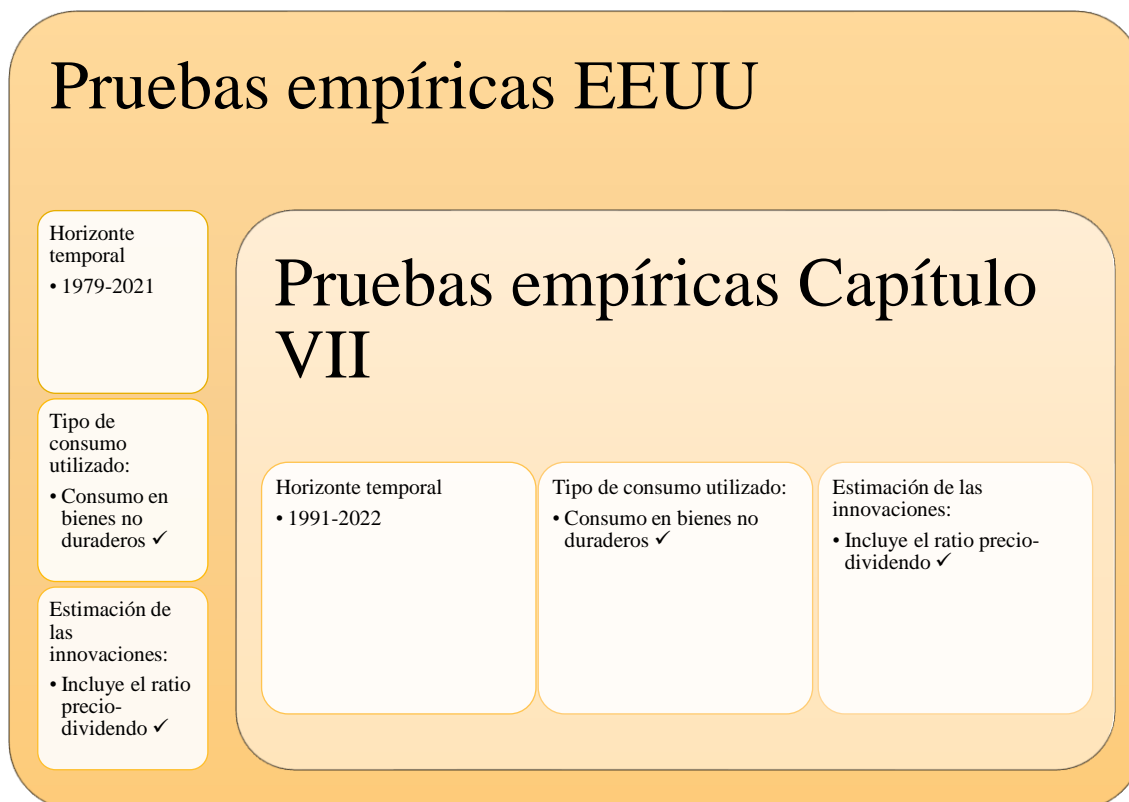 Pruebas empíricas EEUU
Horizonte
temporal
• 1979-2021
Tipo de
consumo
utilizado:
• Consumo en
bienes no
duraderos ✓
Estimación de
las
innovaciones:
• Incluye el ratio
precio-
dividendo ✓
Pruebas empíricas Capítulo
VII
Horizonte temporal
• 1991-2022
Tipo de consumo utilizado:
• Consumo en bienes no
duraderos ✓
Estimación de las
innovaciones:
• Incluye el ratio precio-
dividendo ✓